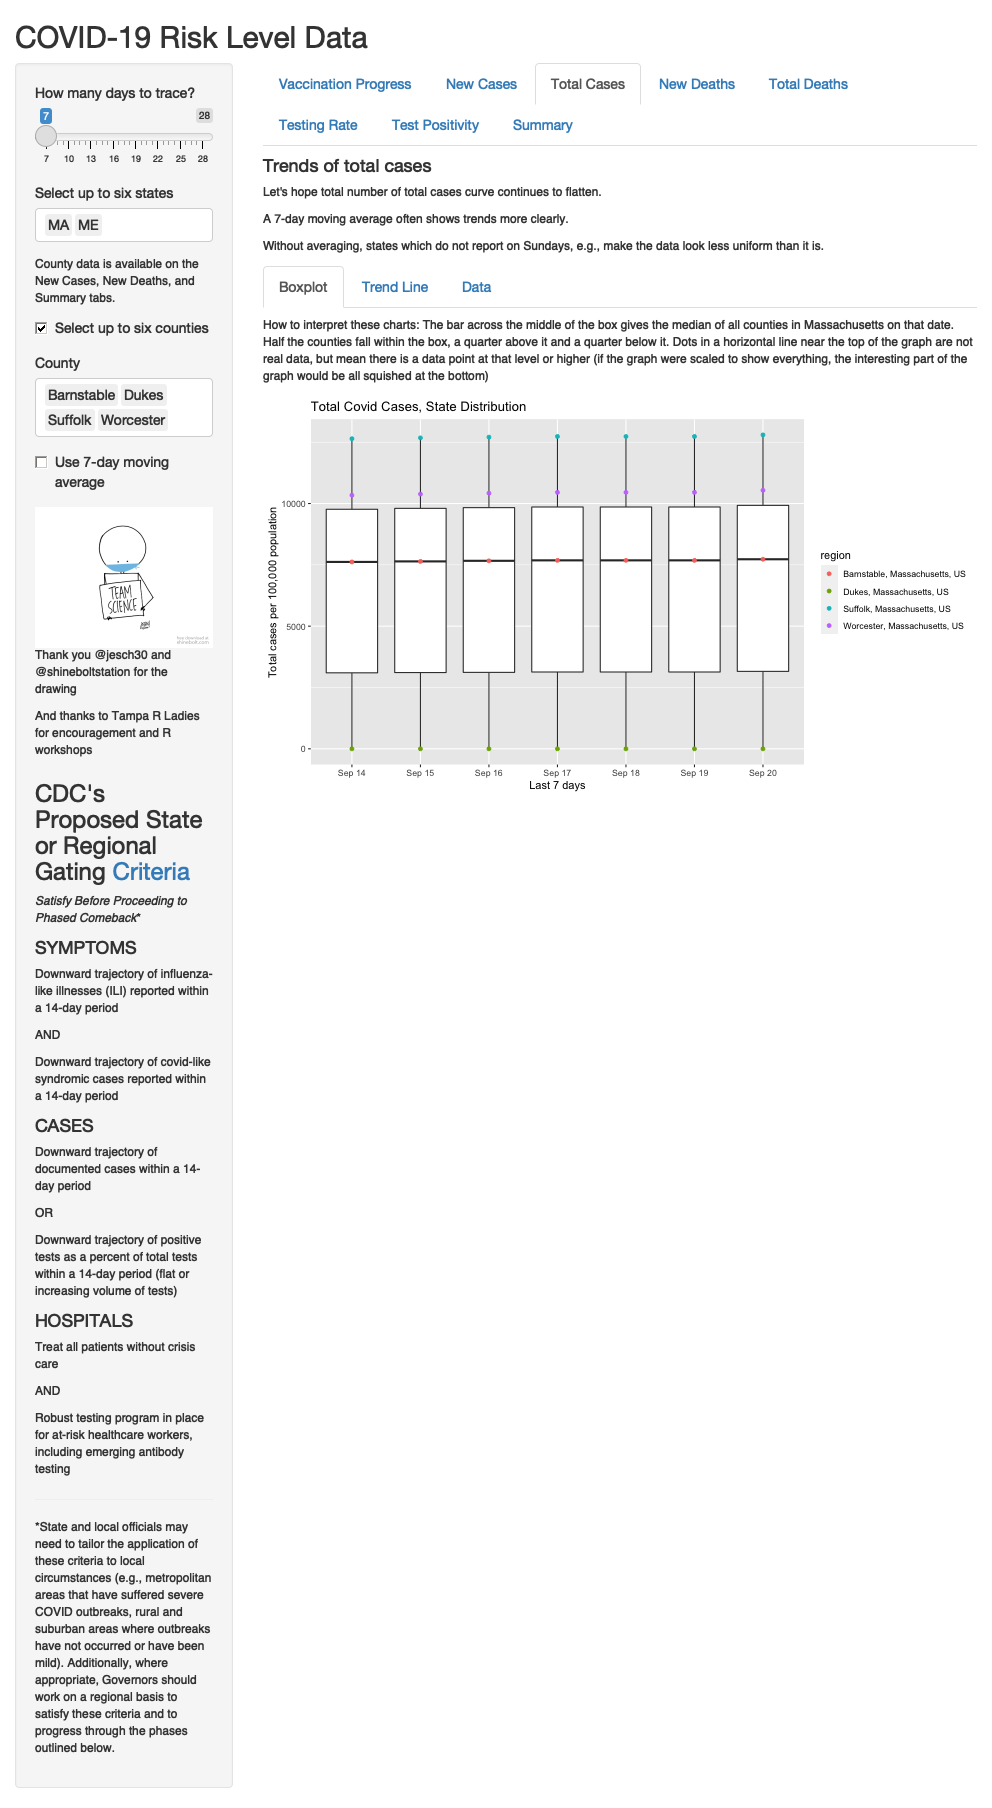 COVID-19 Risk Level Data
How many days to trace?
7
28
7 10 13 16 19 22 25 28
Select up to six states
MA ME
County data is available on the
New Cases, New Deaths, and
Summary tabs.
Select up to six counties
County
Barnstable Dukes
Suffolk Worcester
Use 7-day moving
average
TEAM
SCIENCE
free download at
shinebolt.com
Thank you @jesch30 and
@shineboltstation for the
drawing
And thanks to Tampa R Ladies
for encouragement and R
workshops
CDC's
Proposed State
or Regional
Gating Criteria
Satisfy Before Proceeding to
Phased Comeback*
SYMPTOMS
Downward trajectory of influenza-
like illnesses (ILI) reported within
a 14-day period
AND
Downward trajectory of covid-like
syndromic cases reported within
a 14-day period
CASES
Downward trajectory of
documented cases within a 14-
day period
OR
Downward trajectory of positive
tests as a percent of total tests
within a 14-day period (flat or
increasing volume of tests)
HOSPITALS
Treat all patients without crisis
care
AND
Robust testing program in place
for at-risk healthcare workers,
including emerging antibody
testing
*State and local officials may
need to tailor the application of
these criteria to local
circumstances (e.g., metropolitan
areas that have suffered severe
COVID outbreaks, rural and
suburban areas where outbreaks
have not occurred or have been
mild). Additionally, where
appropriate, Governors should
work on a regional basis to
satisfy these criteria and to
progress through the phases
outlined below.
Vaccination Progress New Cases Total Cases New Deaths Total Deaths
Testing Rate Test Positivity Summary
Trends of total cases
Let's hope total number of total cases curve continues to flatten.
A 7-day moving average often shows trends more clearly.
Without averaging, states which do not report on Sundays, e.g., make the data look less uniform than it is.
Boxplot Trend Line Data
How to interpret these charts: The bar across the middle of the box gives the median of all counties in Massachusetts on that date.
Half the counties fall within the box, a quarter above it and a quarter below it. Dots in a horizontal line near the top of the graph are not
real data, but mean there is a data point at that level or higher (if the graph were scaled to show everything, the interesting part of the
graph would be all squished at the bottom)
Total Covid Cases, State Distribution
Total cases per 100,000 population
10000
5000
0
Sep 14 Sep 15 Sep 16 Sep 17 Sep 18 Sep 19 Sep 20
Last 7 days
region
Barnstable, Massachusetts, US
Dukes, Massachusetts, US
Suffolk, Massachusetts, US
Worcester, Massachusetts, US